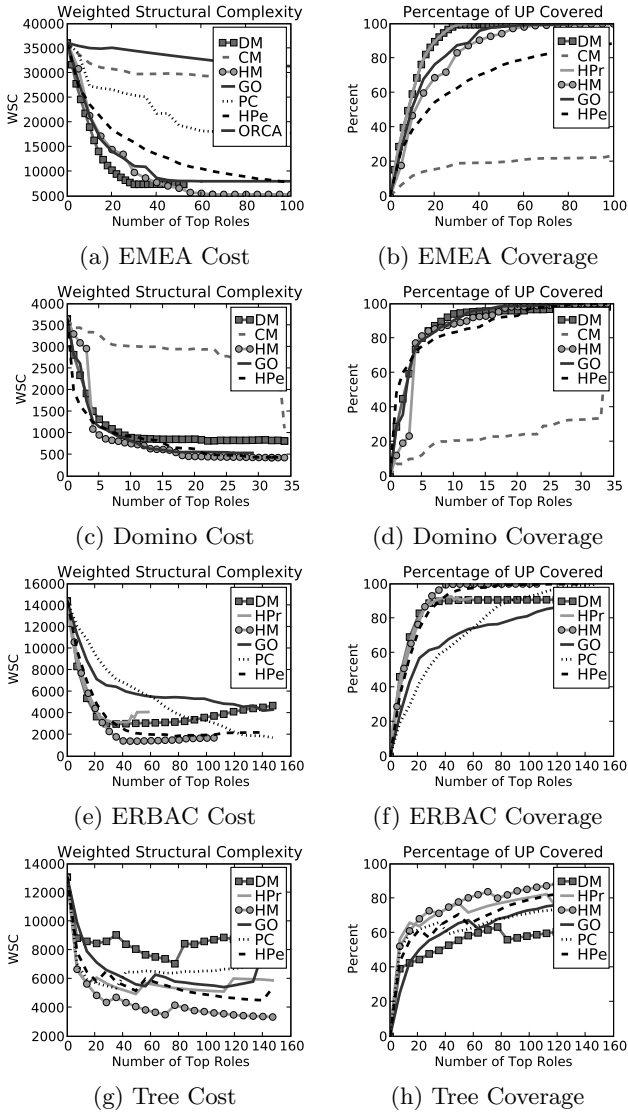 Weighted Structural Complexity
WSC
40000
35000
30000
25000
20000
15000
10000
5000
0 20 40 60 80 100
Number of Top Roles
DM
CM
HM
GO
PC
HPe
ORCA
(a) EMEA Cost
Percentage of UP Covered
Percent
100
80
60
40
20
0
0 20 40 60 80 100
Number of Top Roles
DM
CM
HPr
HM
GO
HPe
(b) EMEA Coverage
Weighted Structural Complexity
WSC
4000
3500
3000
2500
2000
1500
1000
500
0
0 5 10 15 20 25 30 35
Number of Top Roles
DM
CM
HM
GO
HPe
(c) Domino Cost
Percentage of UP Covered
Percent
100
80
60
40
20
0
0 5 10 15 20 25 30 35
Number of Top Roles
DM
CM
HM
GO
HPe
(d) Domino Coverage
Weighted Structural Complexity
WSC
16000
14000
12000
10000
8000
6000
4000
2000
0
0 20 40 60 80 100 120 140 160
Number of Top Roles
DM
HPr
HM
GO
PC
HPe
(e) ERBAC Cost
Percentage of UP Covered
Percent
100
80
60
40
20
0
0 20 40 60 80 100 120 140 160
Number of Top Roles
DM
HPr
HM
GO
PC
HPe
(f) ERBAC Coverage
Weighted Structural Complexity
WSC
14000
12000
10000
8000
6000
4000
2000
0 20 40 60 80 100 120 140 160
Number of Top Roles
DM
HPr
HM
GO
PC
HPe
(g) Tree Cost
Percentage of UP Covered
Percent
100
80
60
40
20
0
0 20 40 60 80 100 120 140 160
Number of Top Roles
DM
HPr
HM
GO
PC
HPe
(h) Tree Coverage